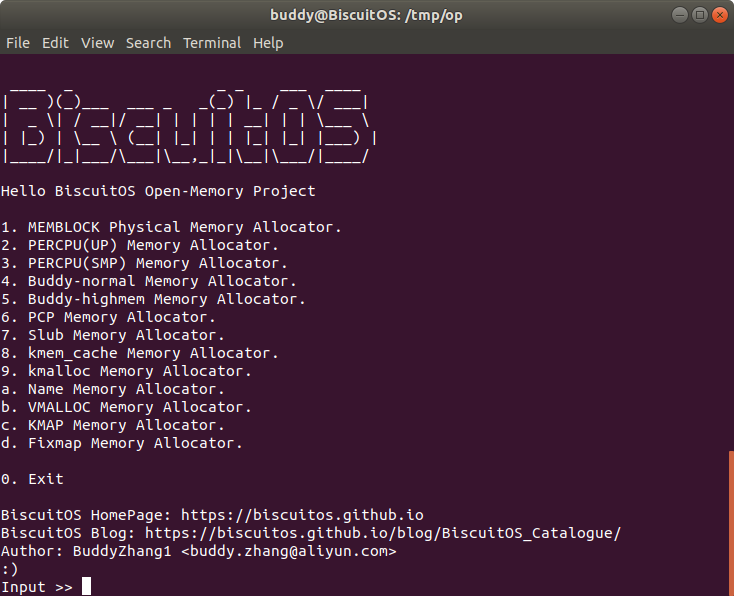 buddy@BiscuitOS: /tmp/op
File Edit View Search Terminal Help
BiscuitOS
Hello BiscuitOS Open-Memory Project
1. MEMBLOCK Physical Memory Allocator.
2. PERCPU(UP) Memory Allocator.
3. PERCPU(SMP) Memory Allocator.
4. Buddy-normal Memory Allocator.
5. Buddy-highmem Memory Allocator.
6. PCP Memory Allocator.
7. Slub Memory Allocator.
8. kmem_cache Memory Allocator.
9. kmalloc Memory Allocator.
a. Name Memory Allocator.
b. VMALLOC Memory Allocator.
c. KMAP Memory Allocator.
d. Fixmap Memory Allocator.
0. Exit
BiscuitOS HomePage: https://biscuitos.github.io
BiscuitOS Blog: https://biscuitos.github.io/blog/BiscuitOS_Catalogue/
Author: BuddyZhang1 <buddy.zhang@aliyun.com>
:)
Input >>